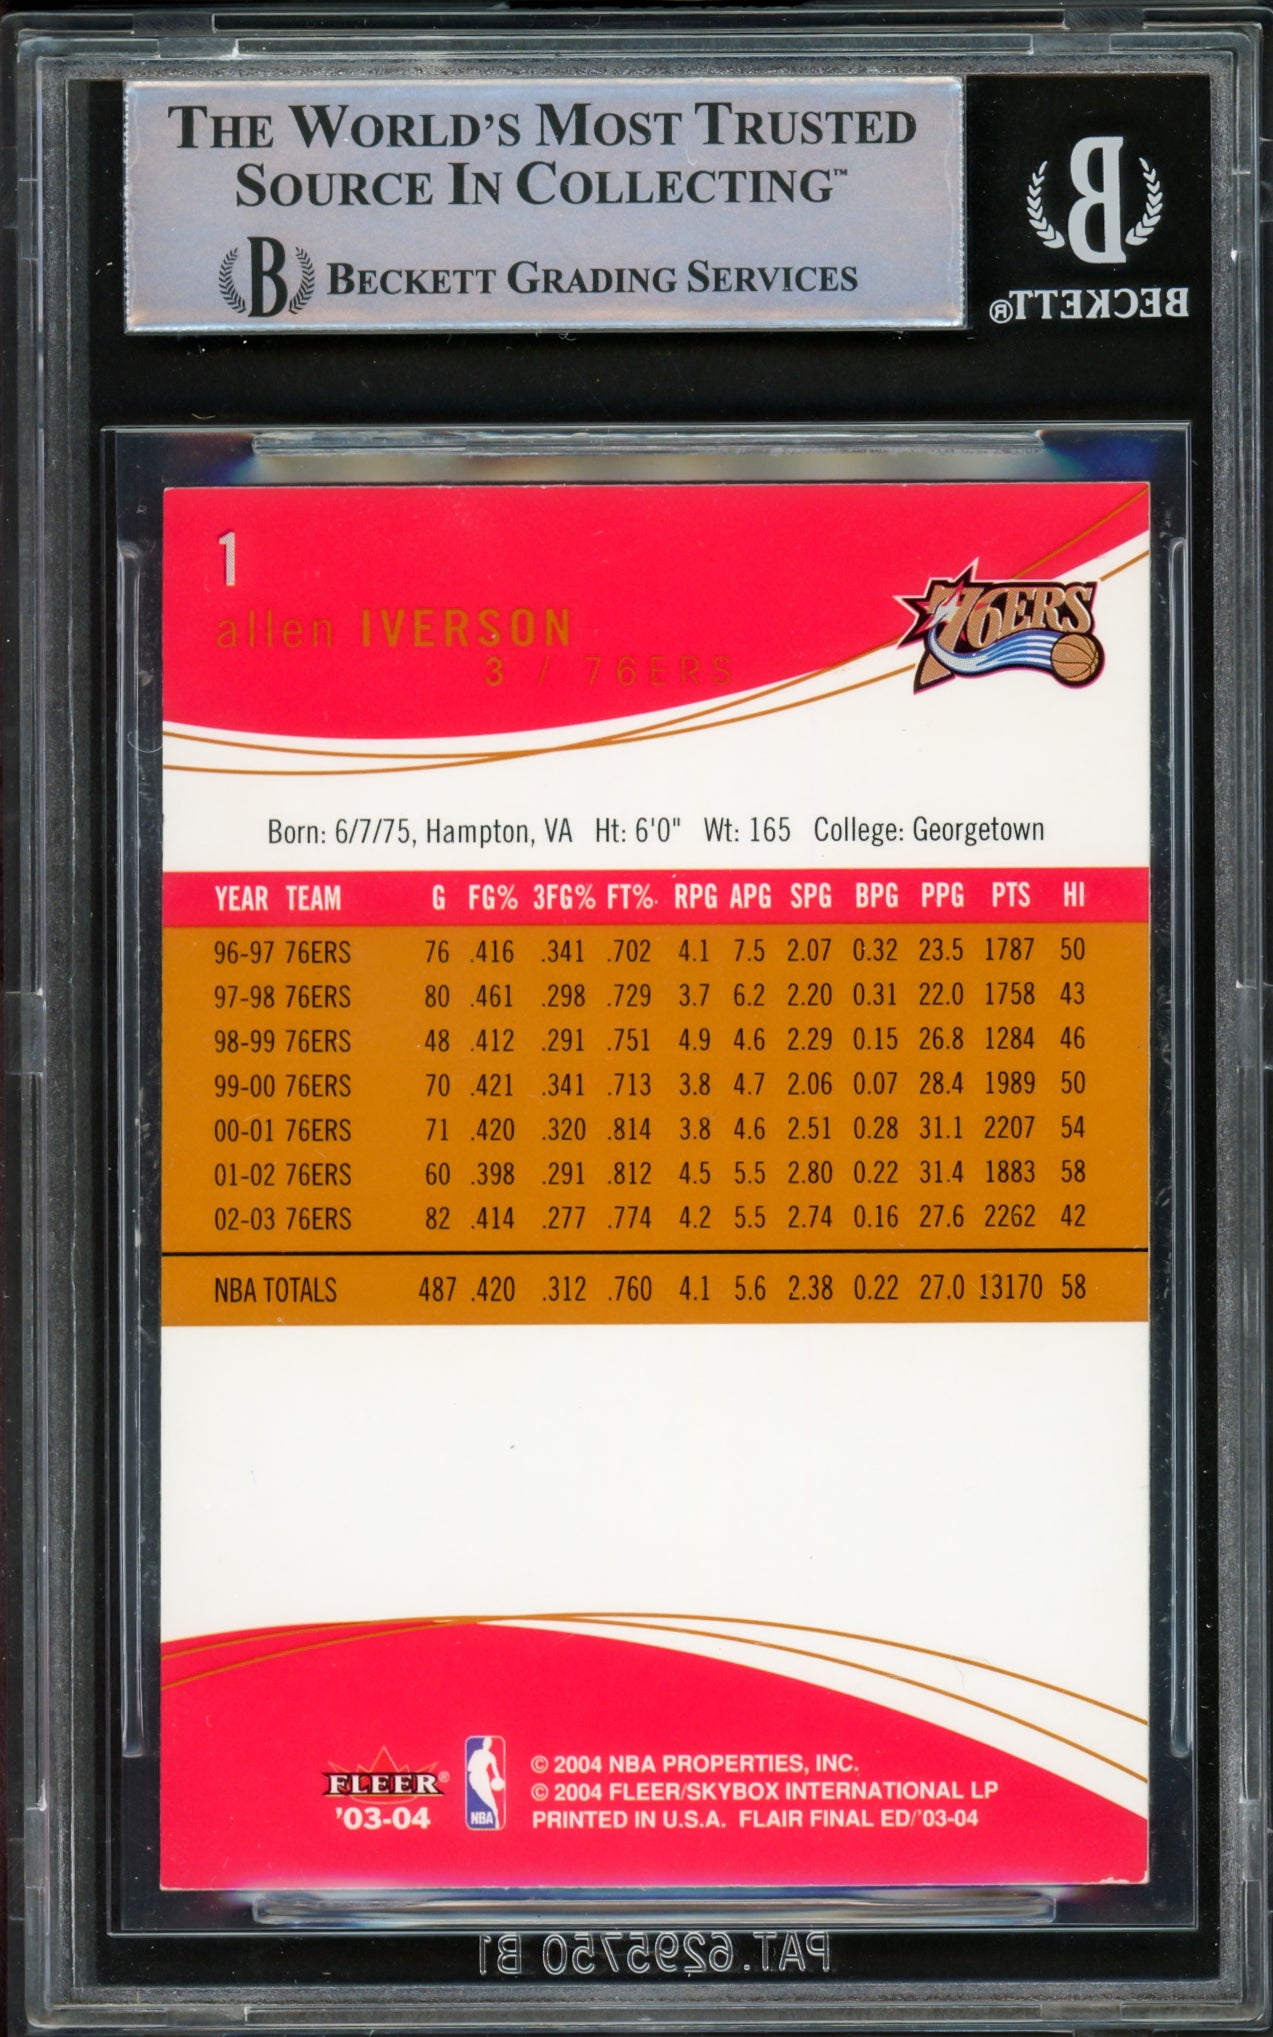 THE WORLD'S MOST TRUSTED
SOURCE IN COLLECTING™
B BECKETT GRADING SERVICES
B
BECKETT®
1
allen IVERSON
3 / 76ERS
76ERS
Born: 6/7/75, Hampton, VA Ht: 6'0" Wt: 165 College: Georgetown
YEAR TEAM G FG% 3FG% FT% RPG APG SPG BPG PPG PTS HI
96-97 76ERS 76 .416 .341 .702 4.1 7.5 2.07 0.32 23.5 1787 50
97-98 76ERS 80 .461 .298 .729 3.7 6.2 2.20 0.31 22.0 1758 43
98-99 76ERS 48 .412 .291 .751 4.9 4.6 2.29 0.15 26.8 1284 46
99-00 76ERS 70 .421 .341 .713 3.8 4.7 2.06 0.07 28.4 1989 50
00-01 76ERS 71 .420 .320 .814 3.8 4.6 2.51 0.28 31.1 2207 54
01-02 76ERS 60 .398 .291 .812 4.5 5.5 2.80 0.22 31.4 1883 58
02-03 76ERS 82 .414 .277 .774 4.2 5.5 2.74 0.16 27.6 2262 42
NBA TOTALS 487 .420 .312 .760 4.1 5.6 2.38 0.22 27.0 13170 58
FLEER®
'03-04
NBA
© 2004 NBA PROPERTIES, INC.
© 2004 FLEER/SKYBOX INTERNATIONAL LP
PRINTED IN U.S.A. FLAIR FINAL ED/'03-04
PAT. 6295750 B1